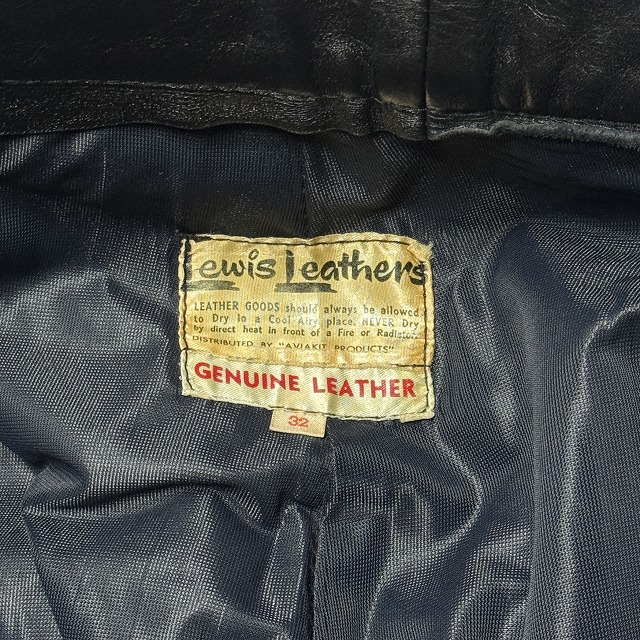 Lewis Leathers
LEATHER GOODS should always be allowed
to Dry in a Cool Airy place. NEVER Dry
by direct heat in front of a Fire or Radiator.
DISTRIBUTED BY "AVIAKIT PRODUCTS"
GENUINE LEATHER
32